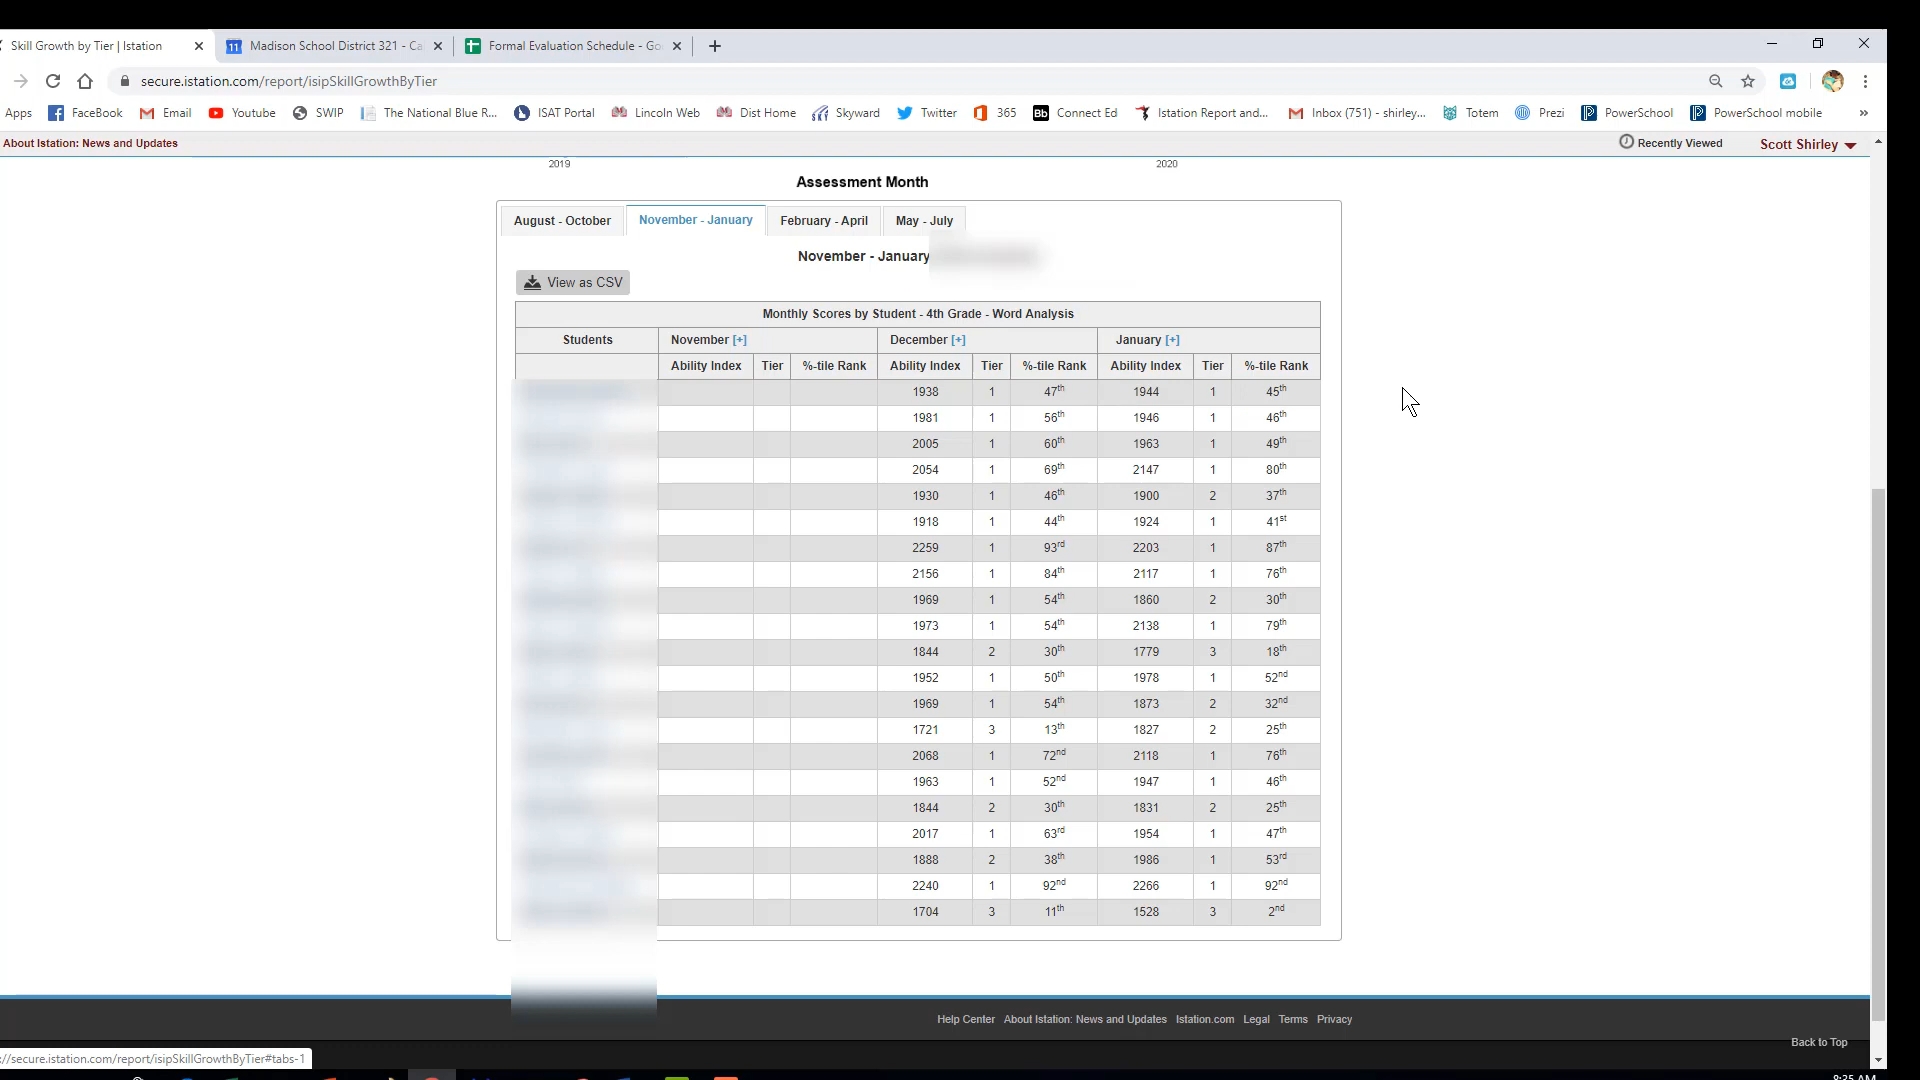 Skill Growth by Tier | Istation
Madison School District 321 - Ca
Formal Evaluation Schedule - Go
secure.istation.com/report/isipSkillGrowthByTier
Apps FaceBook Email Youtube SWIP The National Blue R... ISAT Portal Lincoln Web Dist Home Skyward Twitter 365 Bb Connect Ed Istation Report and... Inbox (751) - shirley... Totem Prezi PowerSchool PowerSchool mobile »
About Istation: News and Updates Recently Viewed Scott Shirley
2019 2020
Assessment Month
August - October November - January February - April May - July
November - January
View as CSV
Monthly Scores by Student - 4th Grade - Word Analysis
Students November [+] December [+] January [+]
Ability Index Tier %-tile Rank Ability Index Tier %-tile Rank Ability Index Tier %-tile Rank
1938 1 47th 1944 1 45th
1981 1 56th 1946 1 46th
2005 1 60th 1963 1 49th
2054 1 69th 2147 1 80th
1930 1 46th 1900 2 37th
1918 1 44th 1924 1 41st
2259 1 93rd 2203 1 87th
2156 1 84th 2117 1 76th
1969 1 54th 1860 2 30th
1973 1 54th 2138 1 79th
1844 2 30th 1779 3 18th
1952 1 50th 1978 1 52nd
1969 1 54th 1873 2 32nd
1721 3 13th 1827 2 25th
2068 1 72nd 2118 1 76th
1963 1 52nd 1947 1 46th
1844 2 30th 1831 2 25th
2017 1 63rd 1954 1 47th
1888 2 38th 1986 1 53rd
2240 1 92nd 2266 1 92nd
1704 3 11th 1528 3 2nd
Help Center About Istation: News and Updates Istation.com Legal Terms Privacy
Back to Top
://secure.istation.com/report/isipSkillGrowthByTier#tabs-1
8:35 AM